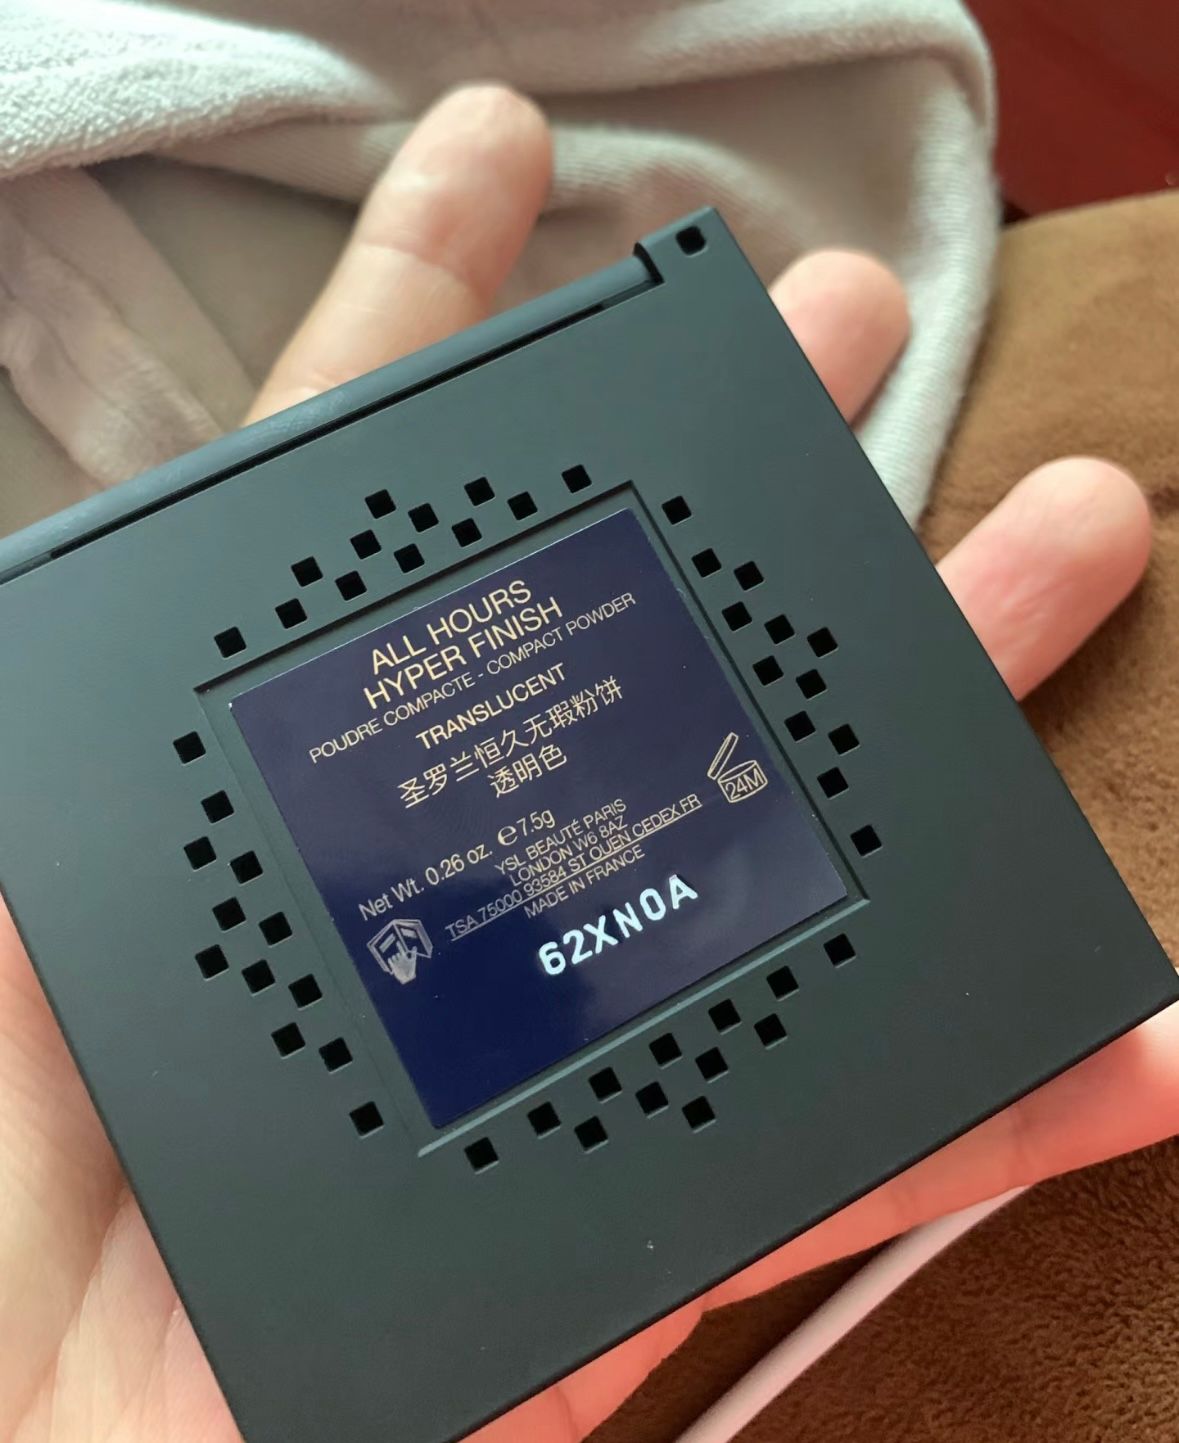 ALL HOURS
HYPER FINISH
POUDRE COMPACTE - COMPACT POWDER
TRANSLUCENT
圣罗兰恒久无瑕粉饼
透明色
Net Wt. 0.26 oz. ℮ 7.5g
24M
YSL BEAUTÉ PARIS
LONDON W6 8AZ
TSA 75000 93584 ST OUEN CEDEX FR
MADE IN FRANCE
62XN0A